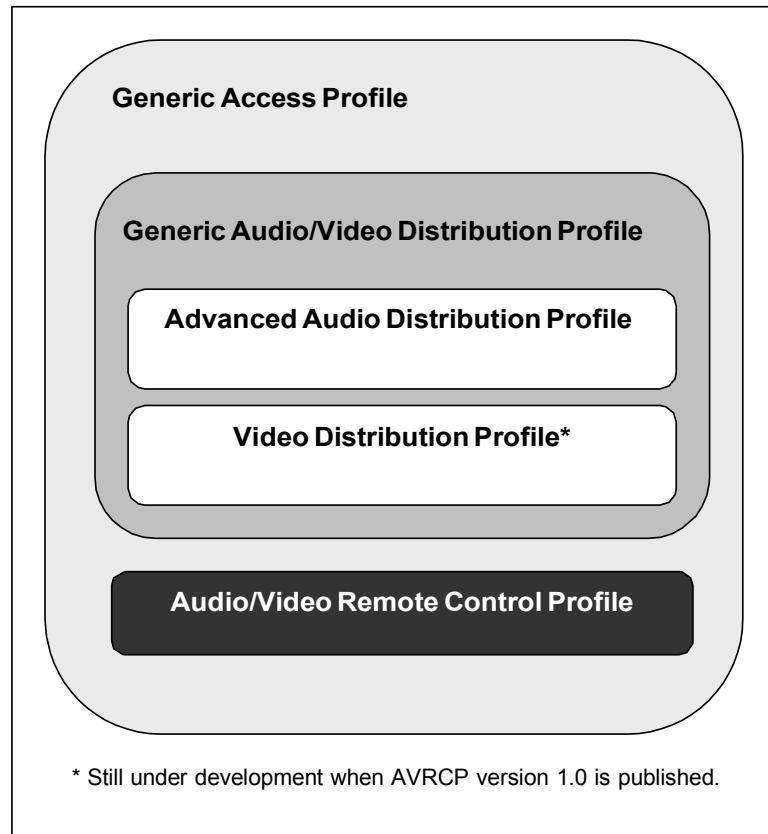 Generic Access Profile
Generic Audio/Video Distribution Profile
Advanced Audio Distribution Profile
Video Distribution Profile*
Audio/Video Remote Control Profile
* Still under development when AVRCP version 1.0 is published.